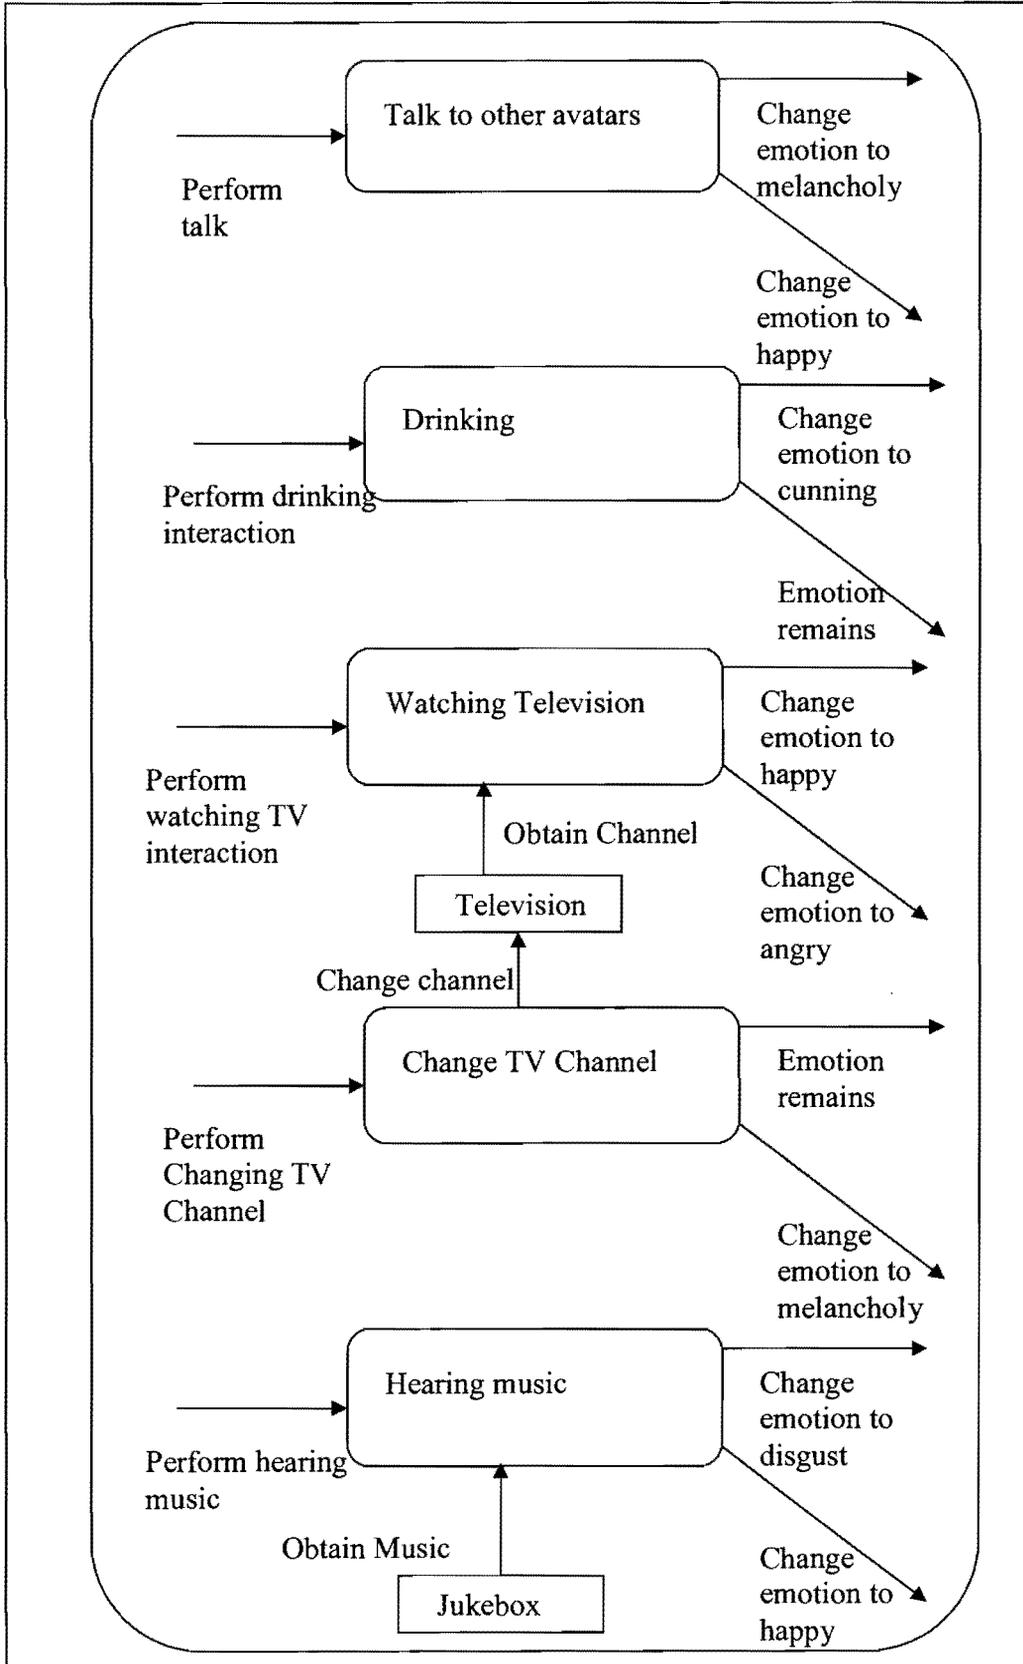 Talk to other avatars
Perform
talk
Change
emotion to
melancholy
Change
emotion to
happy
Drinking
Perform drinking
interaction
Change
emotion to
cunning
Emotion
remains
Watching Television
Perform
watching TV
interaction
Change
emotion to
happy
Obtain Channel
Television
Change
emotion to
angry
Change channel
Change TV Channel
Perform
Changing TV
Channel
Emotion
remains
Change
emotion to
melancholy
Hearing music
Perform hearing
music
Change
emotion to
disgust
Obtain Music
Jukebox
Change
emotion to
happy